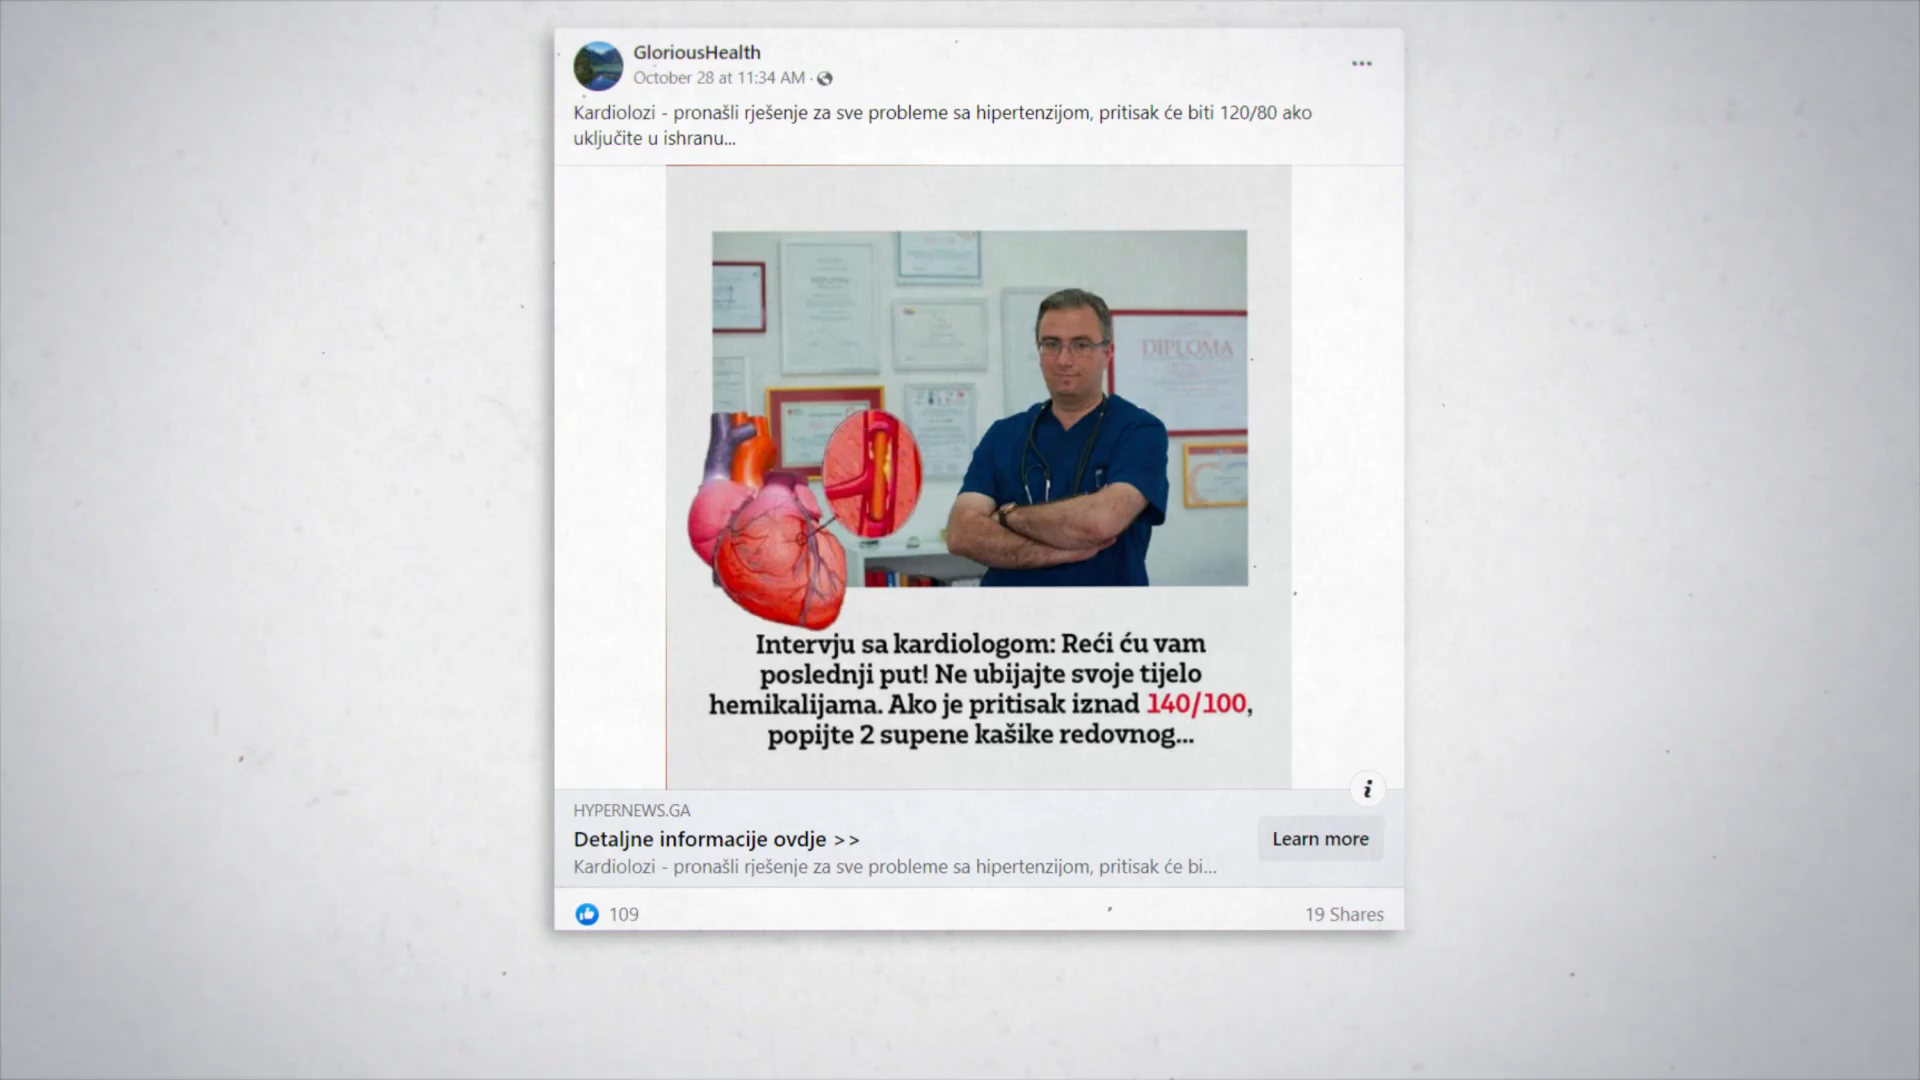 GloriousHealth
October 28 at 11:34 AM ·
Kardiolozi - pronašli rješenje za sve probleme sa hipertenzijom, pritisak će biti 120/80 ako
uključite u ishranu...
DIPLOMA
Intervju sa kardiologom: Reći ću vam
poslednji put! Ne ubijajte svoje tijelo
hemikalijama. Ako je pritisak iznad 140/100,
popijte 2 supene kašike redovnog...
HYPERNEWS.GA
Detaljne informacije ovdje >>
Learn more
Kardiolozi - pronašli rješenje za sve probleme sa hipertenzijom, pritisak će bi...
109
19 Shares